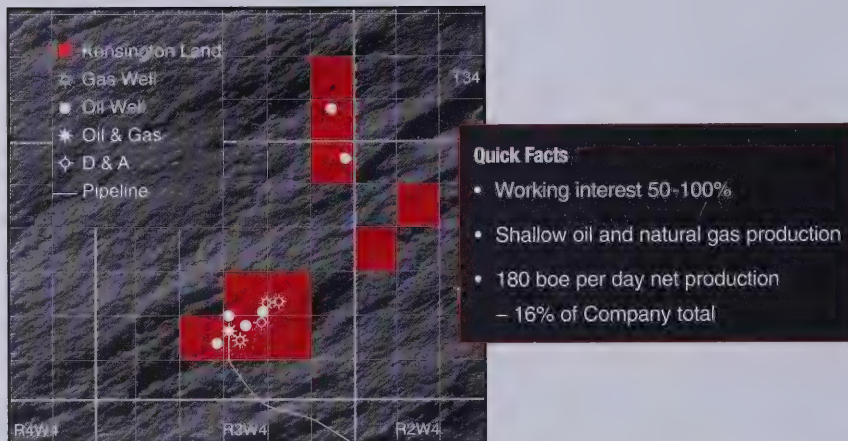 Kensington Land
Gas Well
Oil Well
Oil & Gas
D & A
Pipeline
T34
R4W4
R3W4
R2W4
Quick Facts
• Working interest 50-100%
• Shallow oil and natural gas production
• 180 boe per day net production
– 16% of Company total